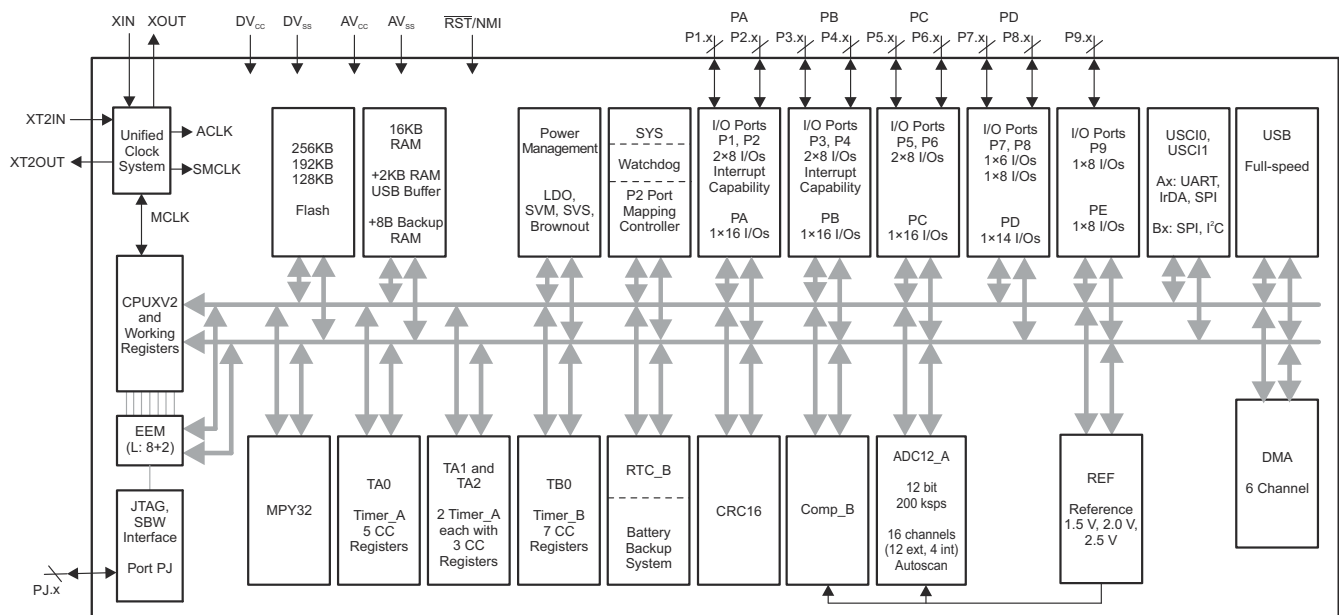 XIN XOUT DVCC DVSS AVCC AVSS RST/NMI
PA PB PC PD
P1.x P2.x P3.x P4.x P5.x P6.x P7.x P8.x P9.x
XT2IN
XT2OUT
Unified
Clock
System
ACLK
SMCLK
MCLK
256KB
192KB
128KB
Flash
16KB
RAM
+2KB RAM
USB Buffer
+8B Backup
RAM
Power
Management
LDO,
SVM, SVS,
Brownout
SYS
Watchdog
P2 Port
Mapping
Controller
I/O Ports
P1, P2
2×8 I/Os
Interrupt
Capability
PA
1×16 I/Os
I/O Ports
P3, P4
2×8 I/Os
Interrupt
Capability
PB
1×16 I/Os
I/O Ports
P5, P6
2×8 I/Os
PC
1×16 I/Os
I/O Ports
P7, P8
1×6 I/Os
1×8 I/Os
PD
1×14 I/Os
I/O Ports
P9
1×8 I/Os
PE
1×8 I/Os
USCI0,
USCI1
Ax: UART,
IrDA, SPI
Bx: SPI, I²C
USB
Full-speed
CPUXV2
and
Working
Registers
EEM
(L: 8+2)
JTAG,
SBW
Interface
Port PJ
PJ.x
MPY32
TA0
Timer_A
5 CC
Registers
TA1 and
TA2
2 Timer_A
each with
3 CC
Registers
TB0
Timer_B
7 CC
Registers
RTC_B
Battery
Backup
System
CRC16
Comp_B
ADC12_A
12 bit
200 ksps
16 channels
(12 ext, 4 int)
Autoscan
REF
Reference
1.5 V, 2.0 V,
2.5 V
DMA
6 Channel